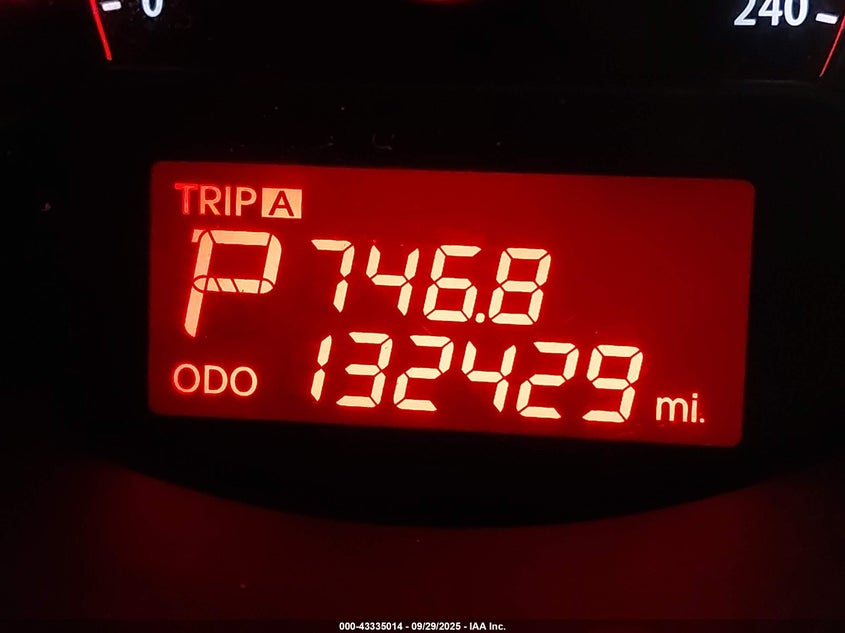 0 240
TRIP A
P 746.8
ODO 132429 mi.
000-43335014 - 09/29/2025 - IAA Inc.